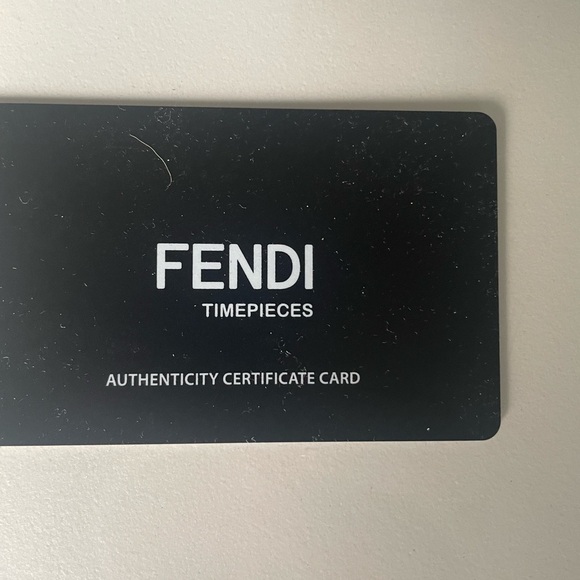 FENDI
TIMEPIECES
AUTHENTICITY CERTIFICATE CARD